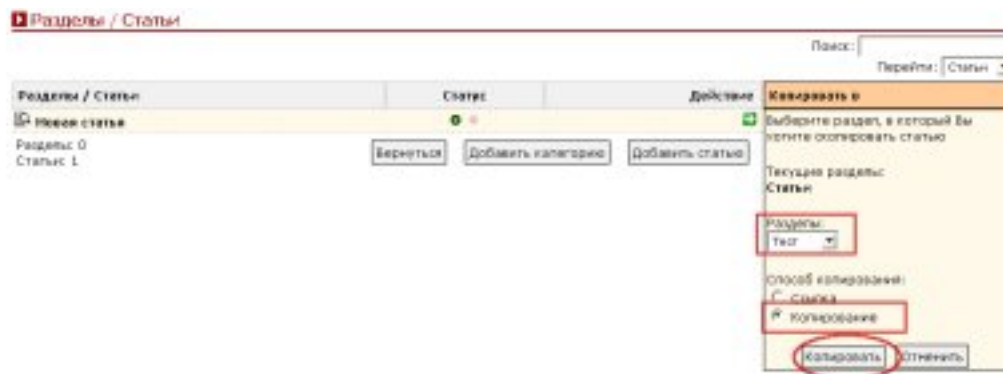 Разделы / Статьи
Поиск:
Перейти: Статьи
Разделы / Статьи Статус Действие Копировать в
Новая статья
Выберите раздел, в который Вы
хотите скопировать статью
Разделы: 0
Статьи: 1
Вернуться Добавить категорию Добавить статью
Текущие разделы:
Статьи
Разделы:
Тест
Способ копирования:
Ссылка
Копирование
Копировать Отменить